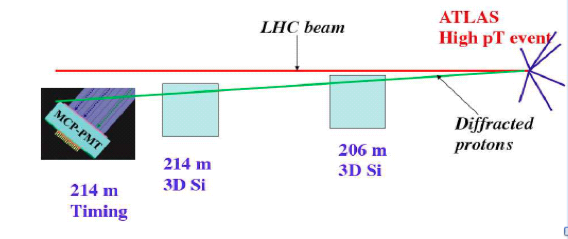 ATLAS
High pT event
LHC beam
MCP-PMT
Diffracted
protons
206 m
3D Si
214 m
3D Si
214 m
Timing